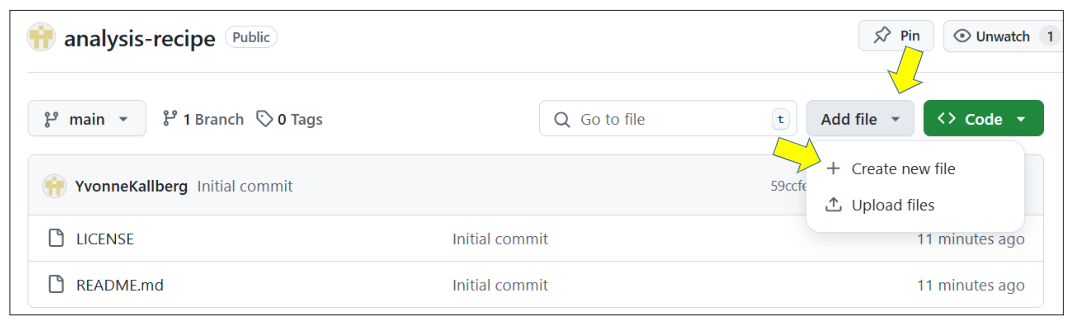 analysis-recipe Public Pin Unwatch 1
main 1 Branch 0 Tags Go to file t Add file Code
YvonneKallberg Initial commit 59ccfe
Create new file
Upload files
LICENSE Initial commit 11 minutes ago
README.md Initial commit 11 minutes ago